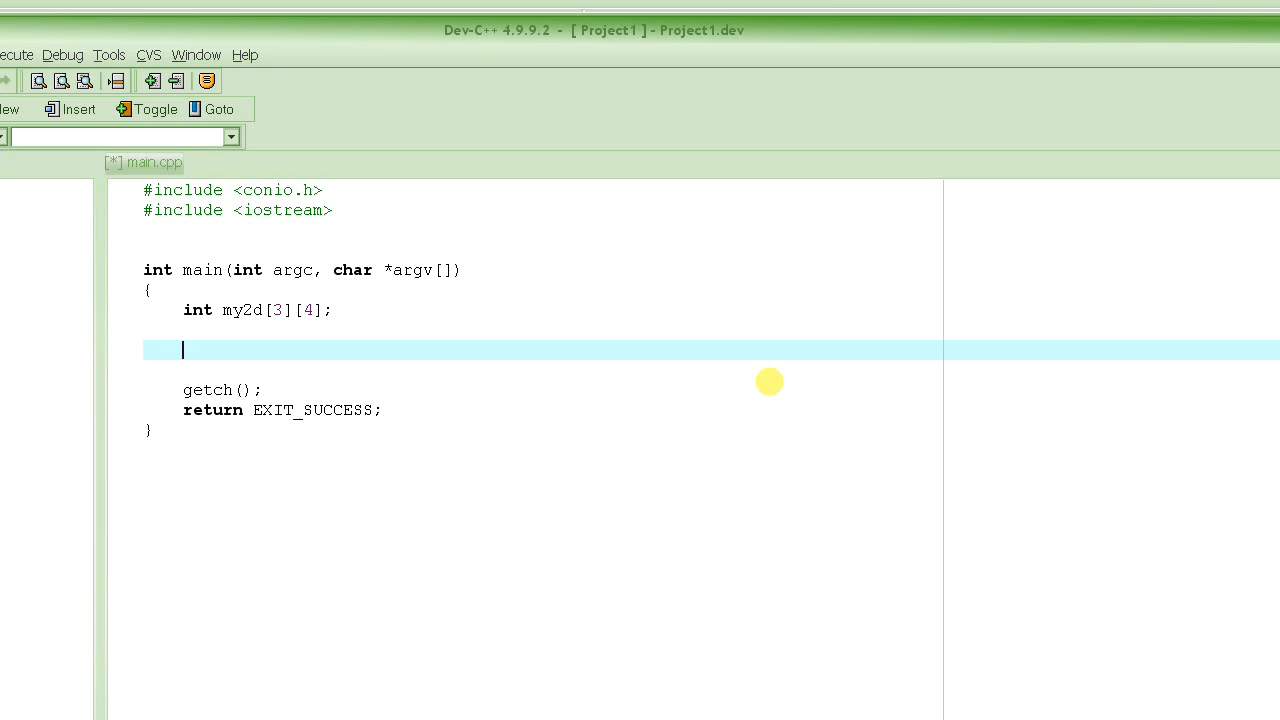 Dev-C++ 4.9.9.2 - [ Project1 ] - Project1.dev
ecute Debug Tools CVS Window Help
ew Insert Toggle Goto
[*] main.cpp
#include <conio.h>
#include <iostream>
int main(int argc, char *argv[])
{
int my2d[3][4];
getch();
return EXIT_SUCCESS;
}